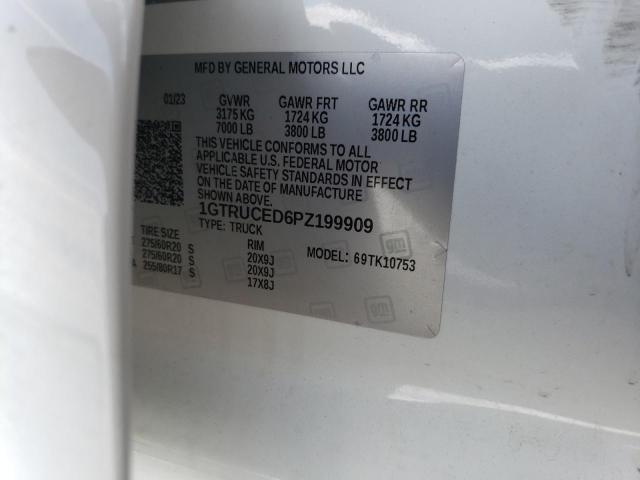 MFD BY GENERAL MOTORS LLC
01/23 GVWR GAWR FRT GAWR RR
3175 KG 1724 KG 1724 KG
7000 LB 3800 LB 3800 LB
THIS VEHICLE CONFORMS TO ALL
APPLICABLE U.S. FEDERAL MOTOR
VEHICLE SAFETY STANDARDS IN EFFECT
ON THE DATE OF MANUFACTURE
SHOWN ABOVE.
1GTRUCED6PZ199909
TYPE: TRUCK
TIRE SIZE RIM MODEL: 69TK10753
275/60R20 S 20X9J
275/60R20 S 20X9J
255/80R17 S 17X8J
gm
gm